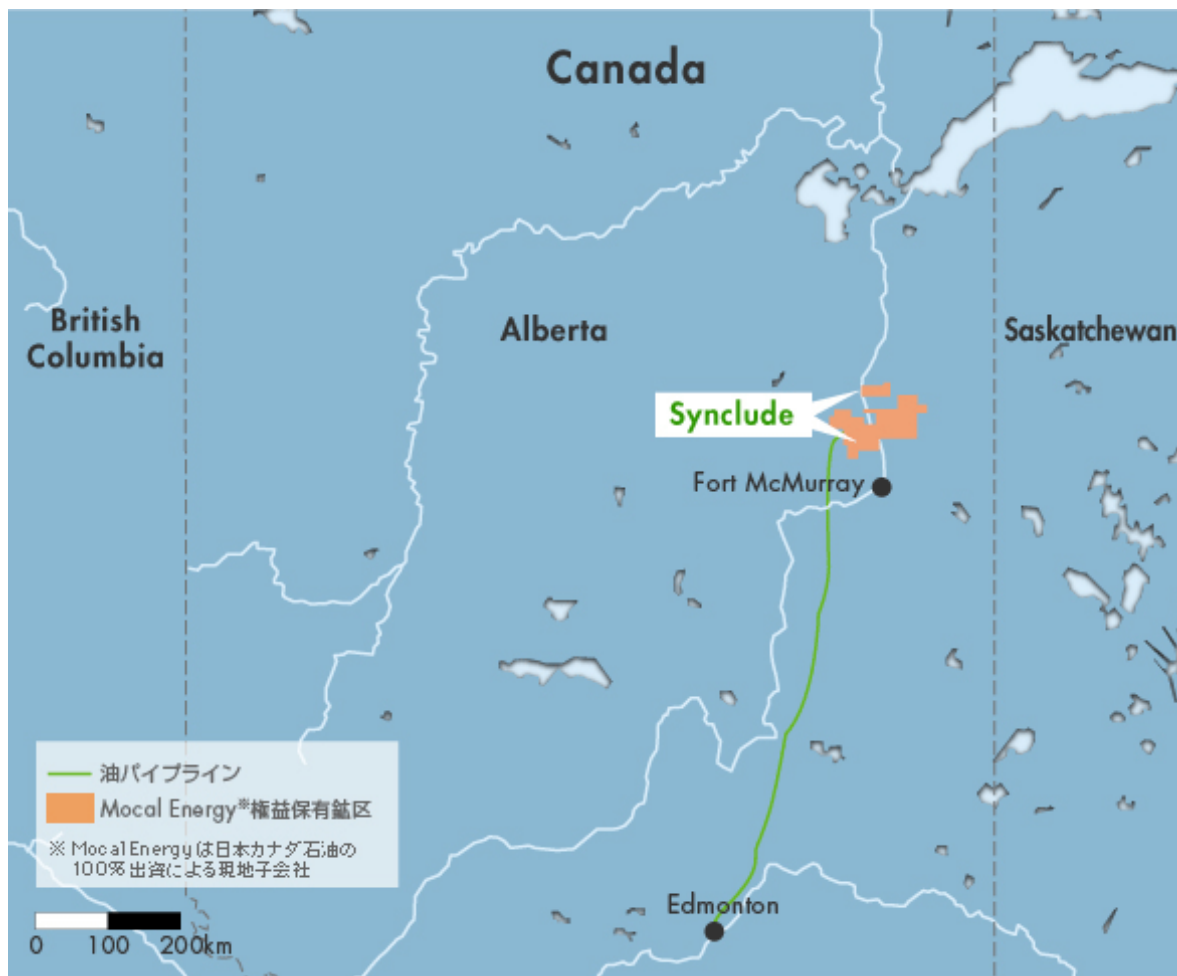 Canada
British
Columbia
Alberta
Saskatchewan
Synclude
Fort McMurray
油パイプライン
Mocal Energy※権益保有鉱区
※ Mocal Energyは日本カナダ石油の
100%出資による現地子会社
Edmonton
0 100 200km